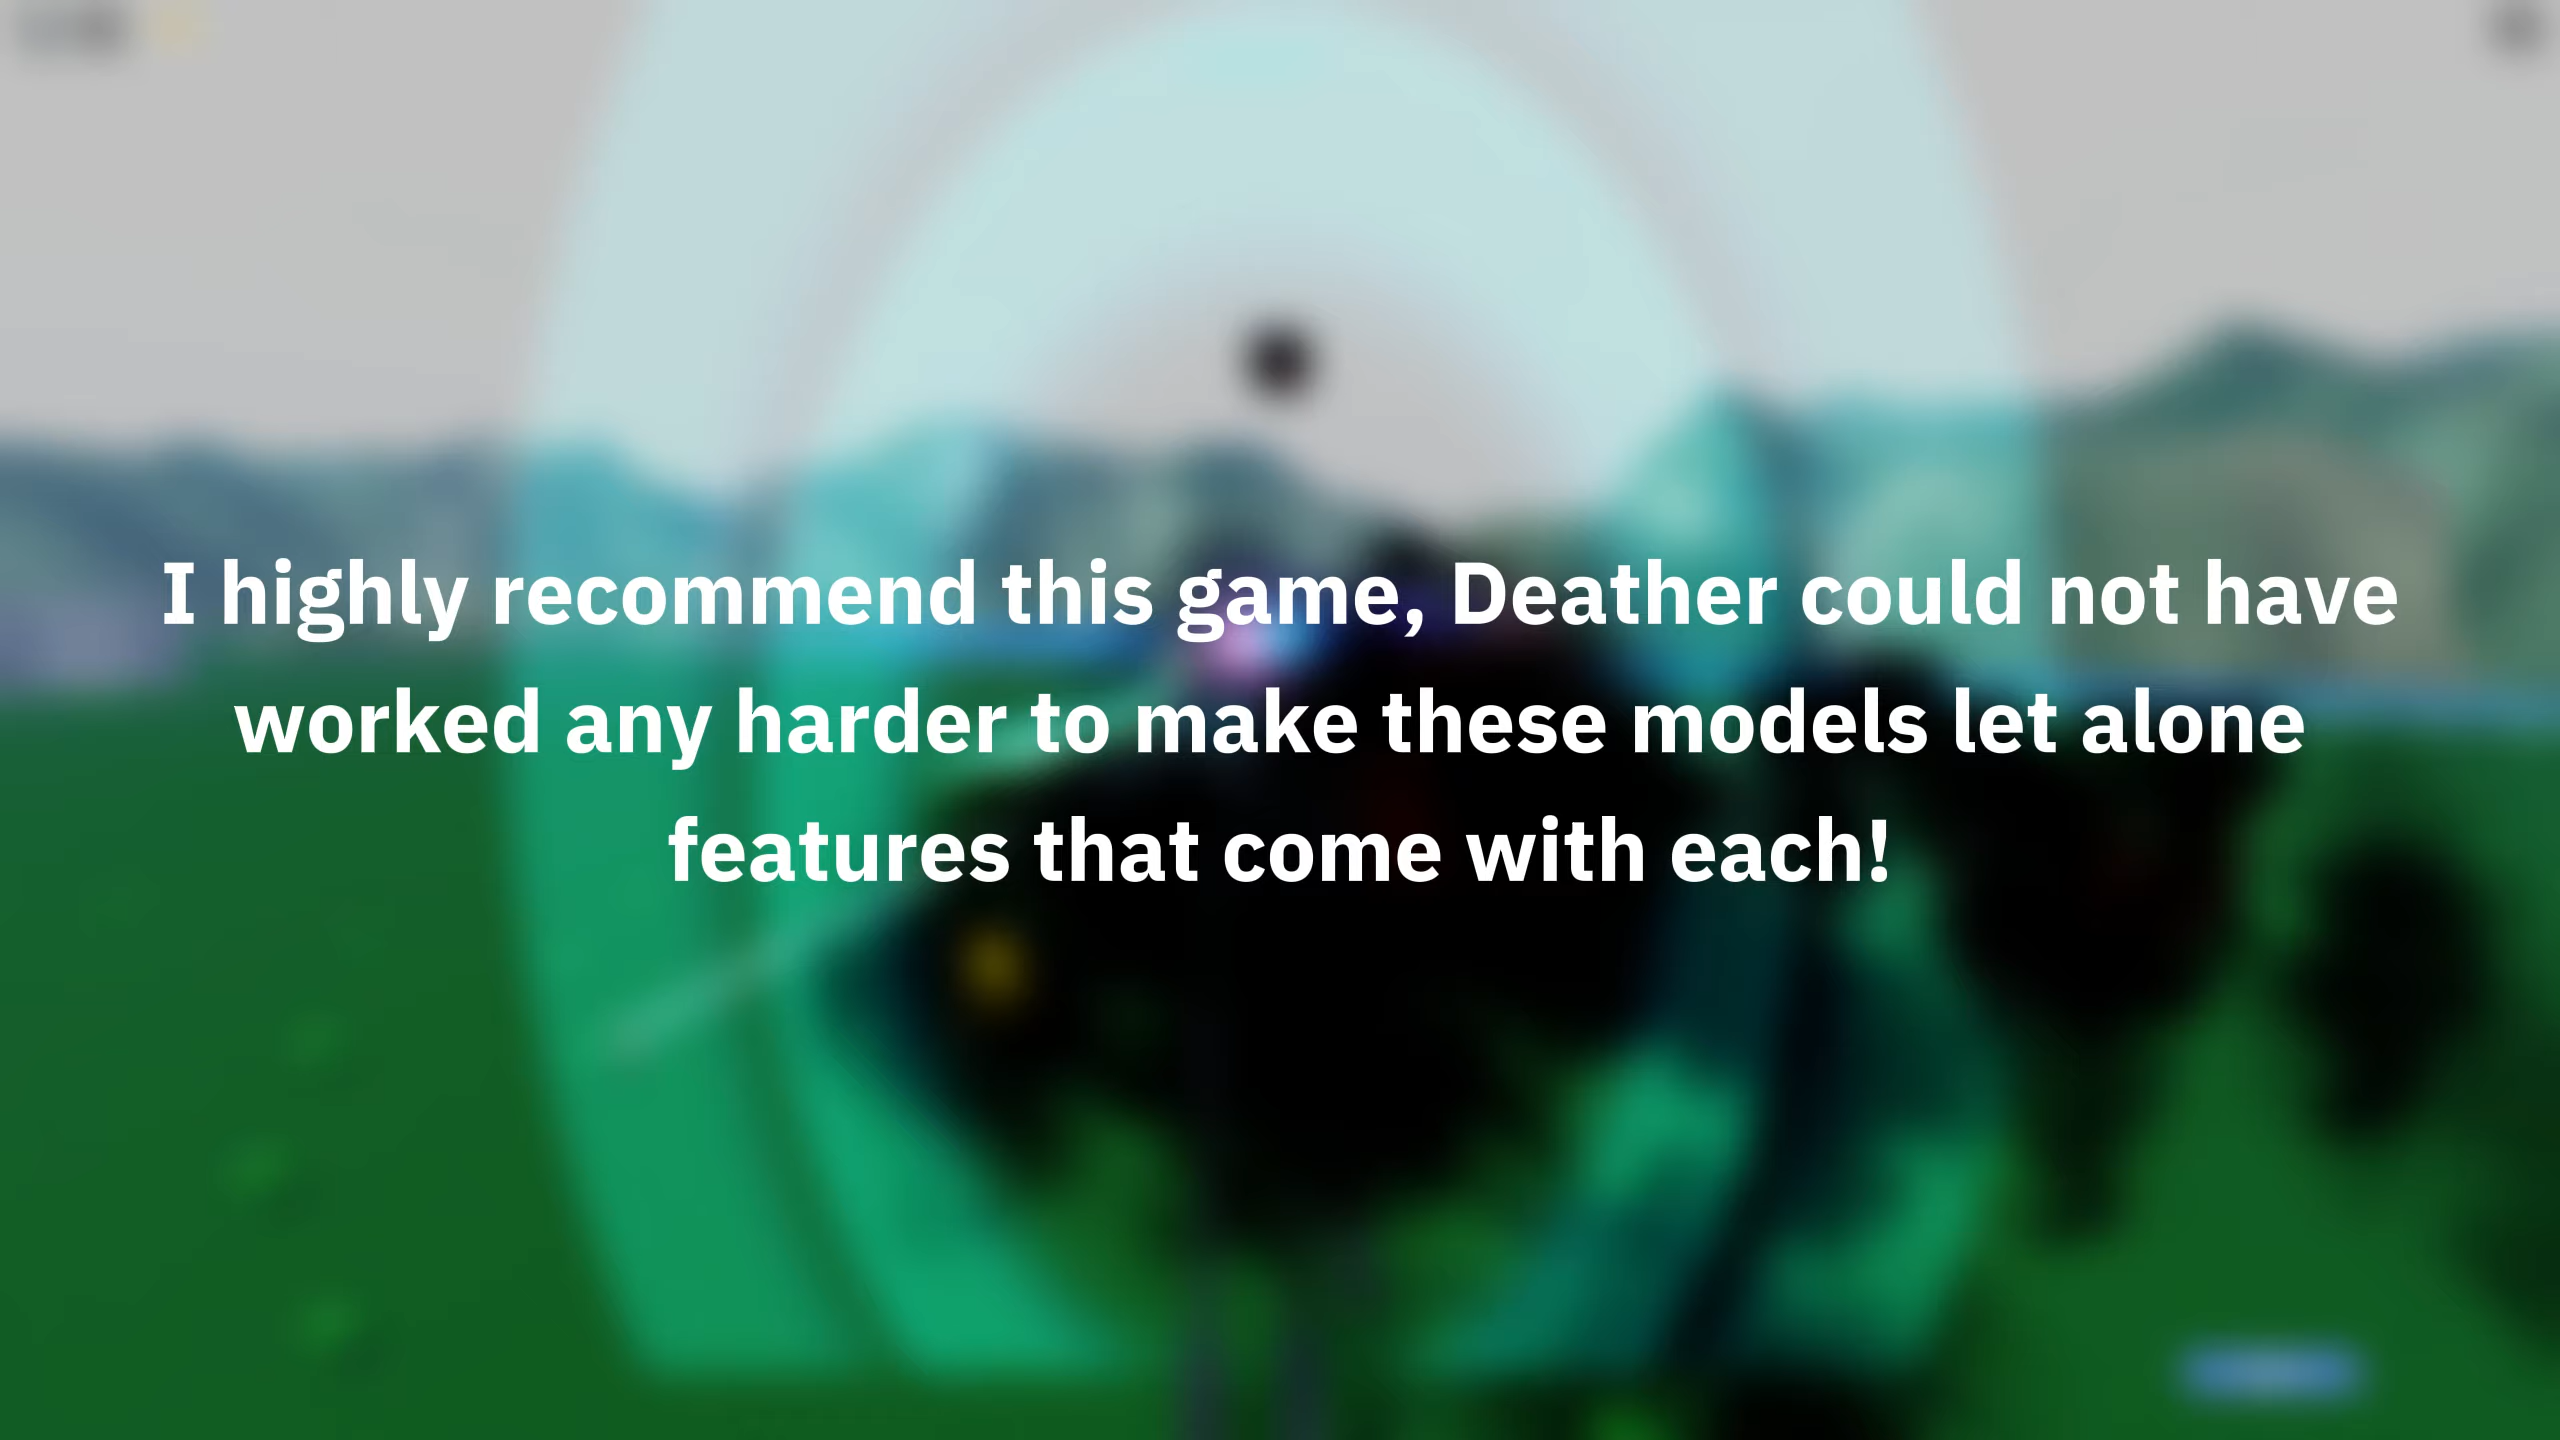 I highly recommend this game, Deather could not have
worked any harder to make these models let alone
features that come with each!